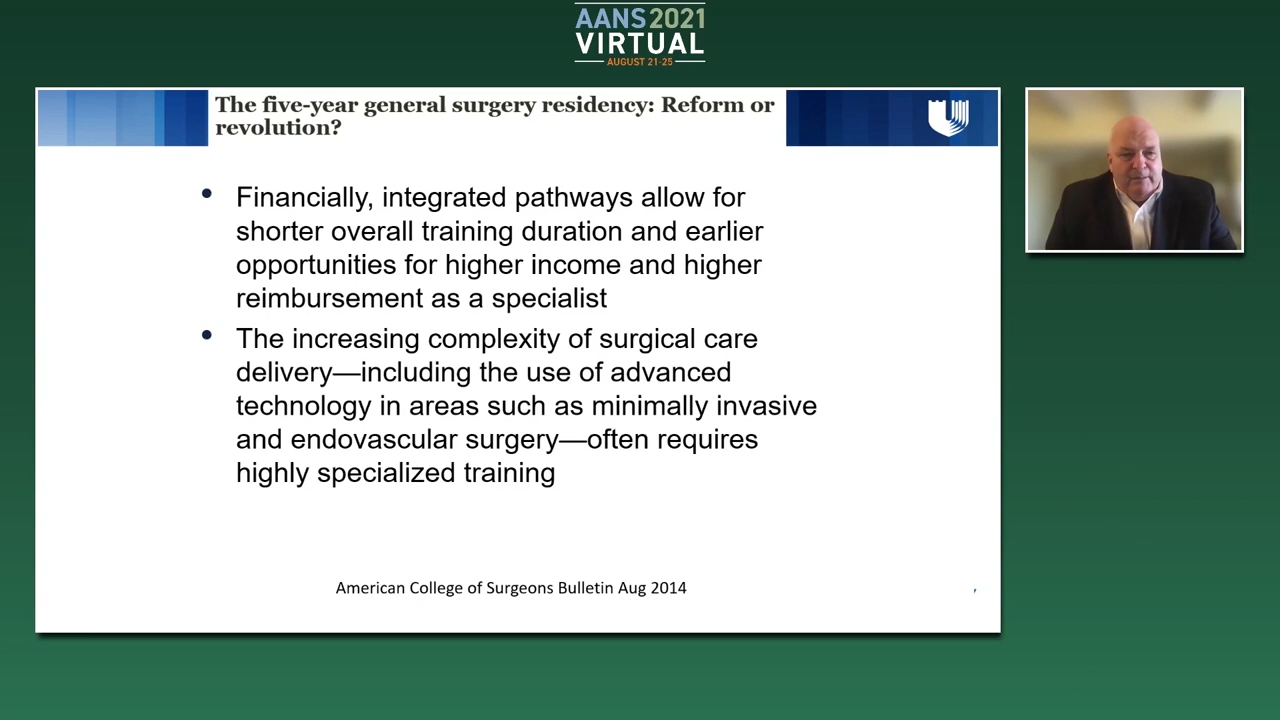 AANS2021
VIRTUAL
AUGUST 21-25
The five-year general surgery residency: Reform or
revolution?
• Financially, integrated pathways allow for
shorter overall training duration and earlier
opportunities for higher income and higher
reimbursement as a specialist
• The increasing complexity of surgical care
delivery—including the use of advanced
technology in areas such as minimally invasive
and endovascular surgery—often requires
highly specialized training
American College of Surgeons Bulletin Aug 2014